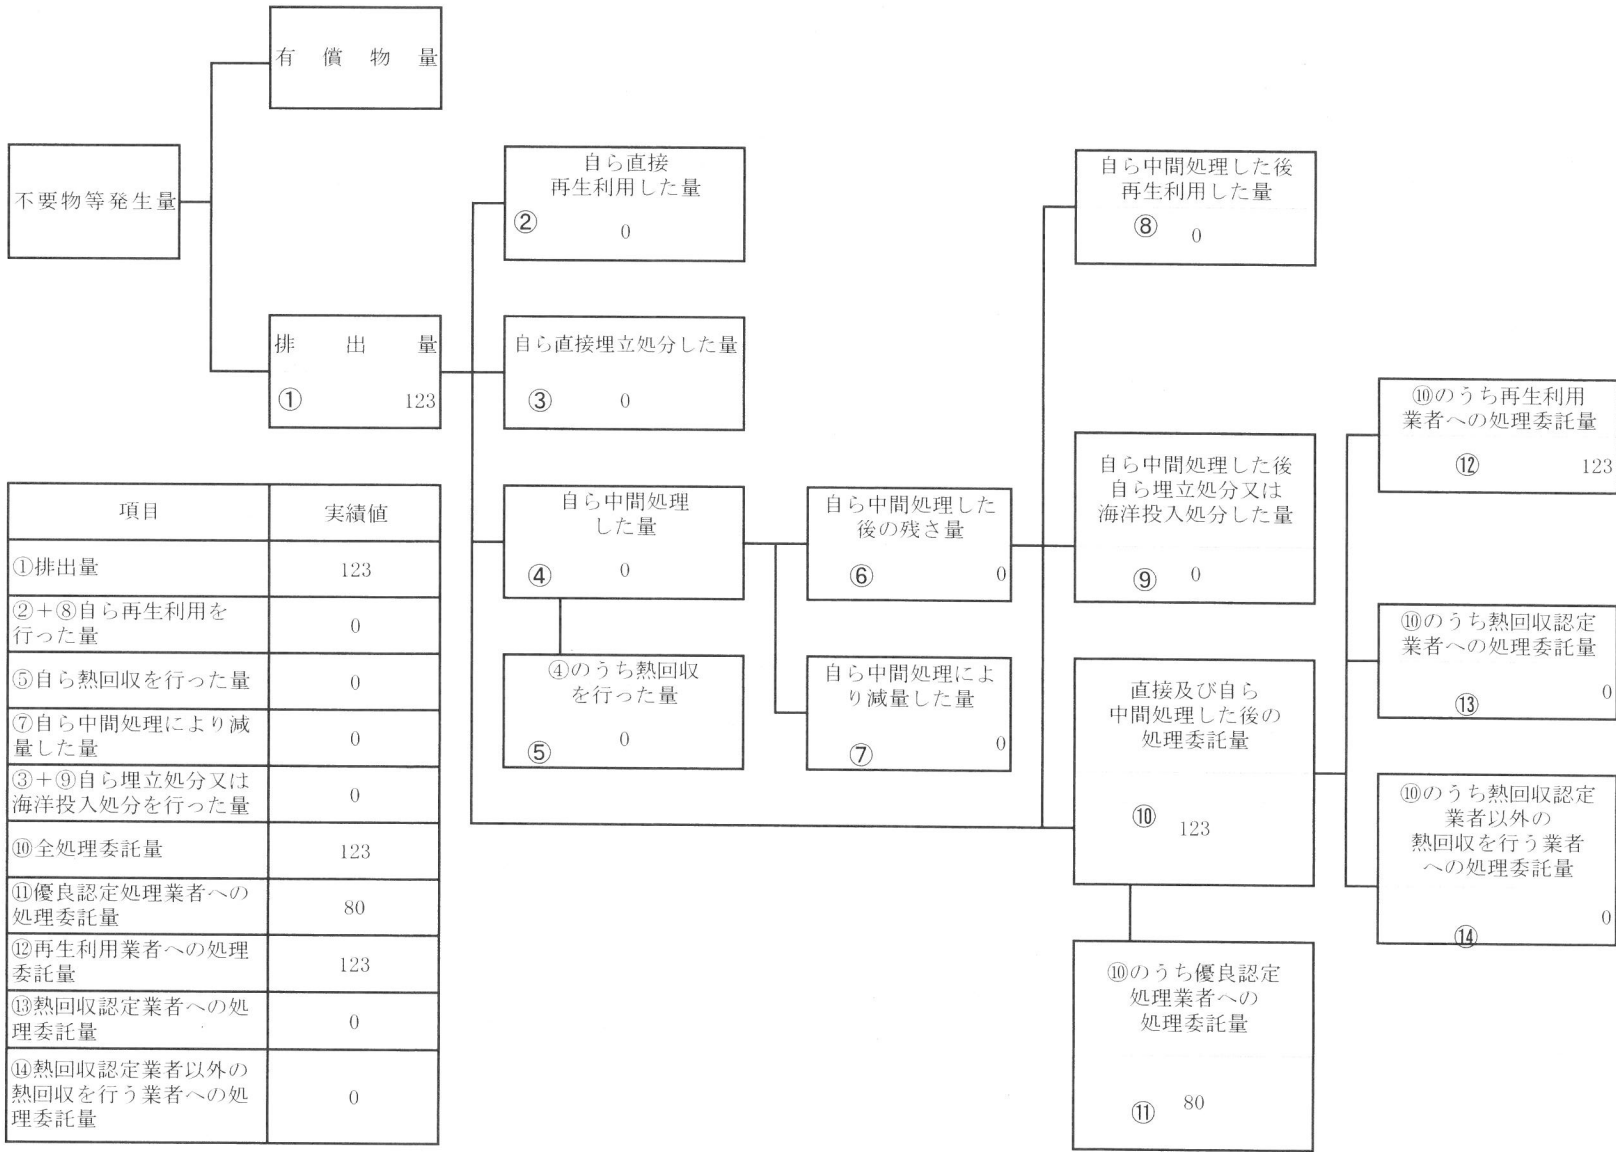 有償物量
不要物等発生量
排出量
① 123
自ら直接
再生利用した量
② 0
自ら直接埋立処分した量
③ 0
自ら中間処理
した量
④ 0
④のうち熱回収
を行った量
⑤ 0
自ら中間処理した
後の残さ量
⑥ 0
自ら中間処理によ
り減量した量
⑦ 0
自ら中間処理した後
再生利用した量
⑧ 0
自ら中間処理した後
自ら埋立処分又は
海洋投入処分した量
⑨ 0
直接及び自ら
中間処理した後の
処理委託量
⑩ 123
⑩のうち優良認定
処理業者への
処理委託量
⑪ 80
⑩のうち再生利用
業者への処理委託量
⑫ 123
⑩のうち熱回収認定
業者への処理委託量
⑬ 0
⑩のうち熱回収認定
業者以外の
熱回収を行う業者
への処理委託量
⑭ 0
項目 実績値
①排出量 123
②+⑧自ら再生利用を
行った量 0
⑤自ら熱回収を行った量 0
⑦自ら中間処理により減
量した量 0
③+⑨自ら埋立処分又は
海洋投入処分を行った量 0
⑩全処理委託量 123
⑪優良認定処理業者への
処理委託量 80
⑫再生利用業者への処理
委託量 123
⑬熱回収認定業者への処
理委託量 0
⑭熱回収認定業者以外の
熱回収を行う業者への処
理委託量 0